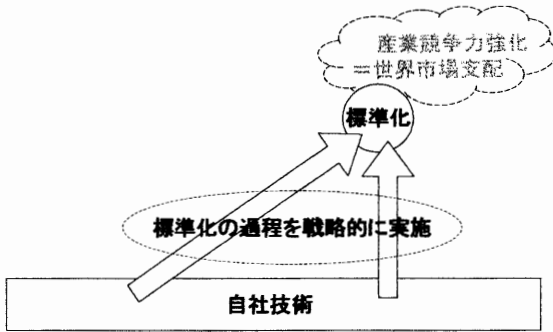 産業競争力強化
＝世界市場支配
標準化
標準化の過程を戦略的に実施
自社技術